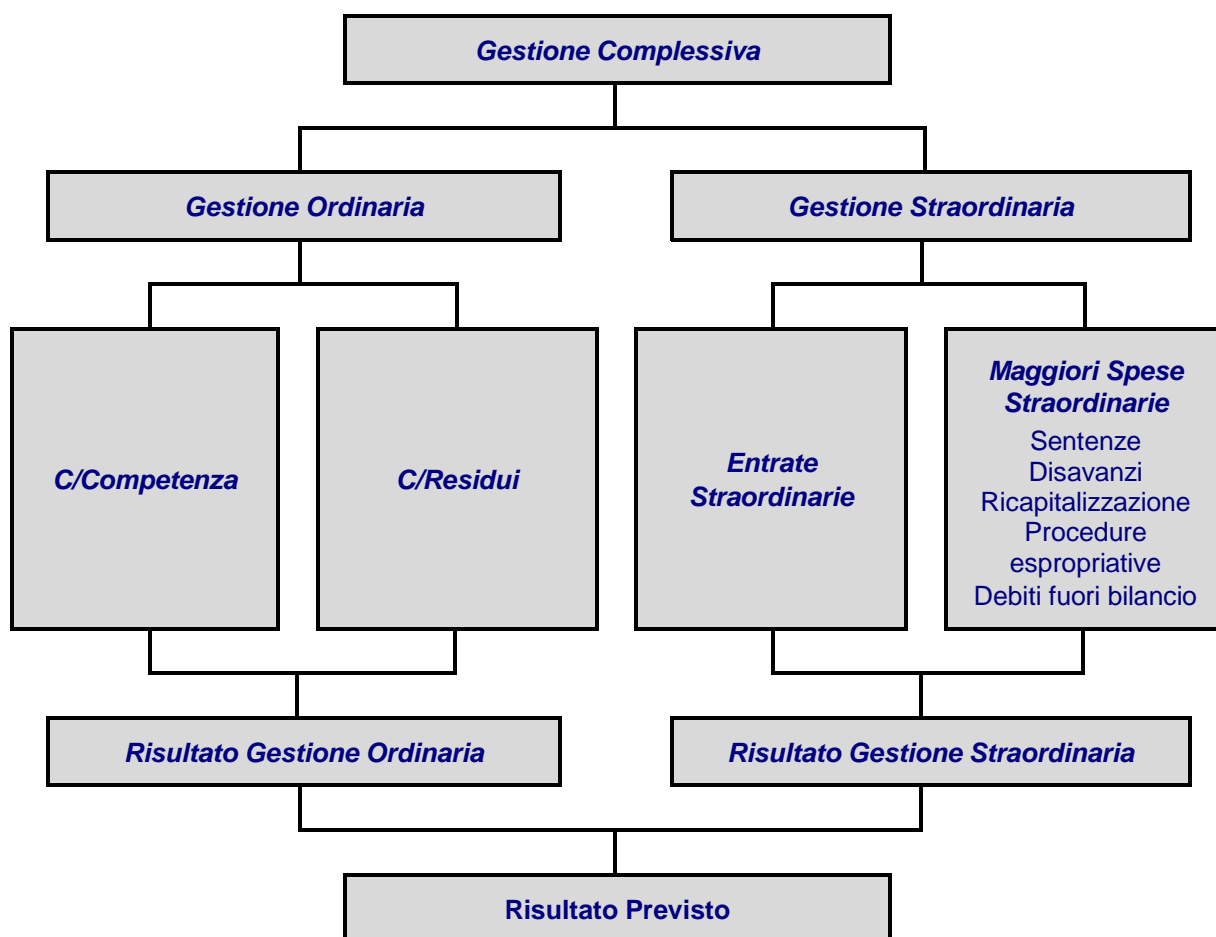 Gestione Complessiva
Gestione Ordinaria
Gestione Straordinaria
C/Competenza
C/Residui
Entrate
Straordinarie
Maggiori Spese
Straordinarie
Sentenze
Disavanzi
Ricapitalizzazione
Procedure
espropriative
Debiti fuori bilancio
Risultato Gestione Ordinaria
Risultato Gestione Straordinaria
Risultato Previsto